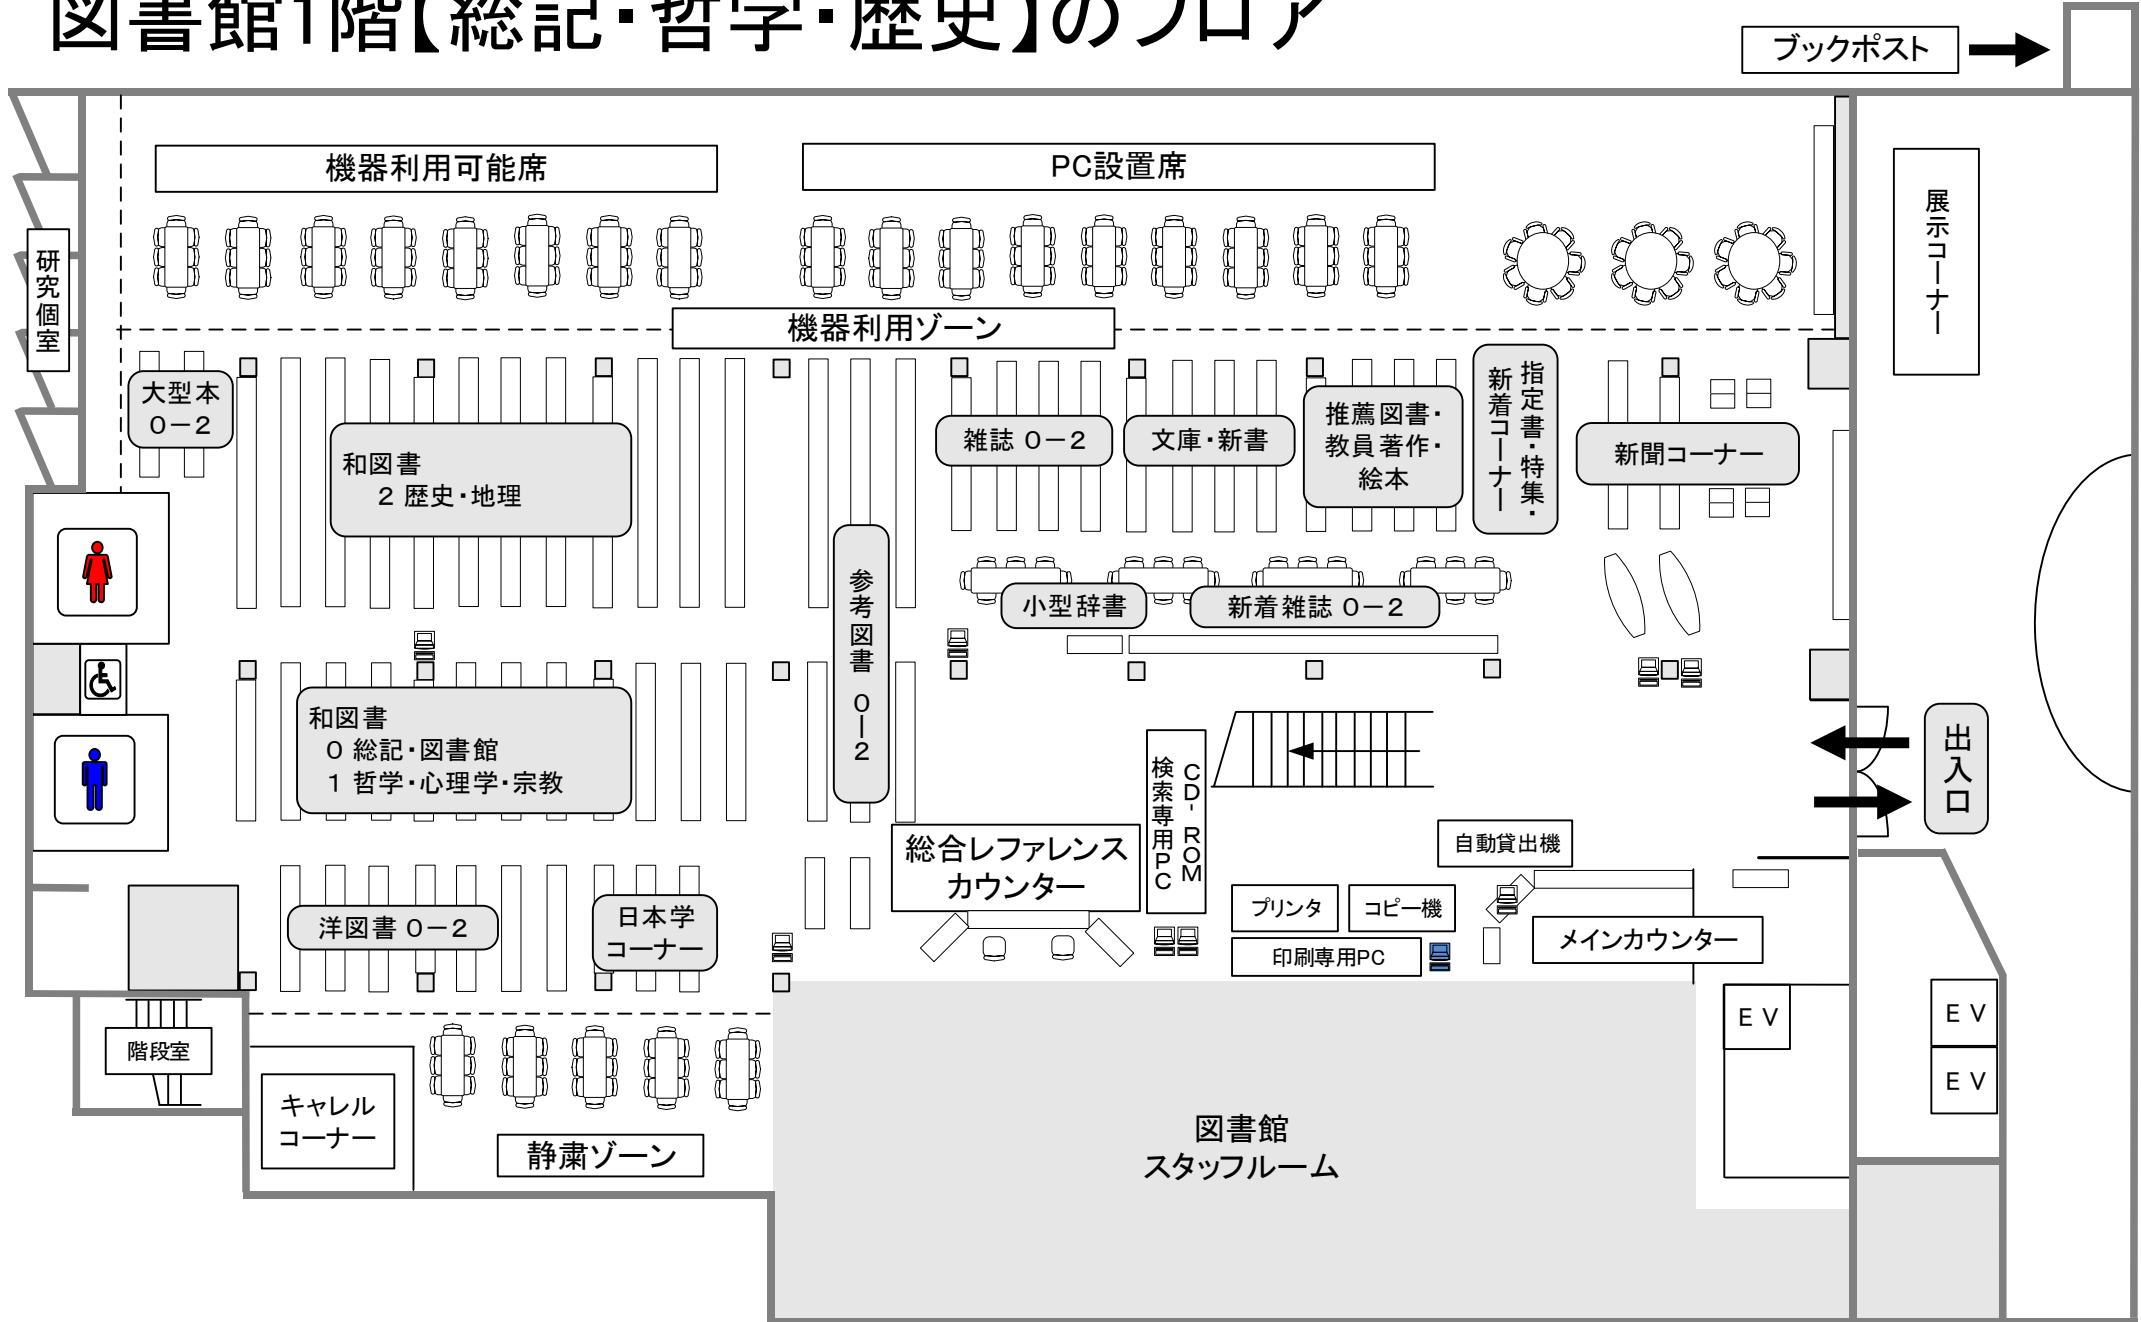 図書館1階【総記・哲学・歴史】のフロア
ブックポスト
機器利用可能席
PC設置席
展示コーナー
研究個室
機器利用ゾーン
大型本
0－2
和図書
2 歴史・地理
雑誌 0－2
文庫・新書
推薦図書・
教員著作・
絵本
指定書・特集・
新着コーナー
新聞コーナー
参考図書 0－2
小型辞書
新着雑誌 0－2
和図書
0 総記・図書館
1 哲学・心理学・宗教
出入口
CD-ROM
検索専用PC
総合レファレンス
カウンター
自動貸出機
プリンタ
コピー機
印刷専用PC
メインカウンター
洋図書 0－2
日本学
コーナー
階段室
キャレル
コーナー
静粛ゾーン
図書館
スタッフルーム
EV
EV
EV